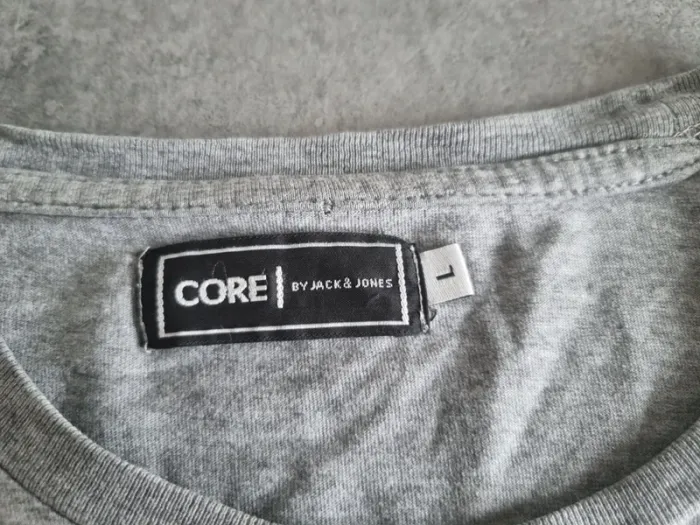 CORE | BY JACK & JONES
L